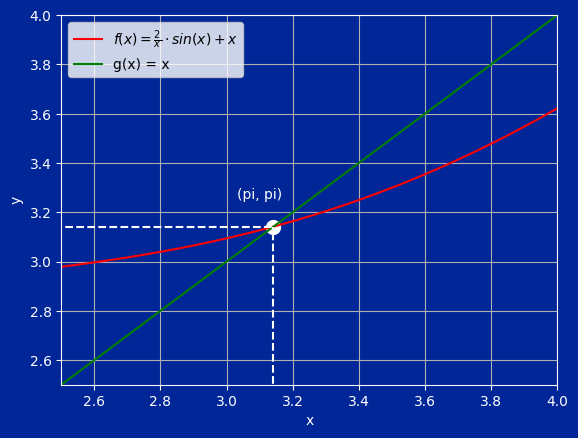 f(x) = 2/x · sin(x) + x
g(x) = x
4.0
3.8
3.6
3.4
3.2
3.0
2.8
2.6
y
(pi, pi)
2.6 2.8 3.0 3.2 3.4 3.6 3.8 4.0
x